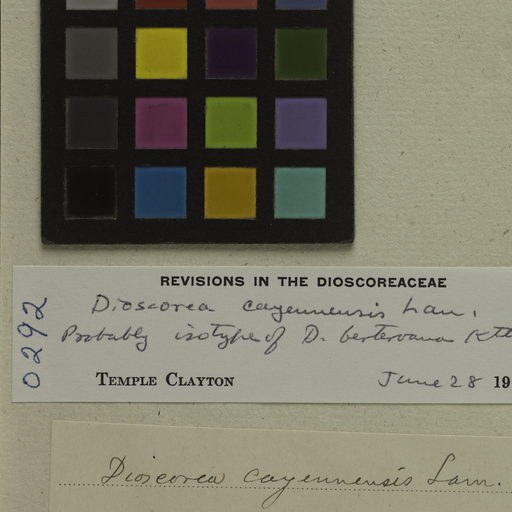 REVISIONS IN THE DIOSCOREACEAE
Dioscorea cayennensis Lam.
Probably isotype of D. berteroana Kth
TEMPLE CLAYTON
June 28 19
0292
Dioscorea cayennensis Lam.